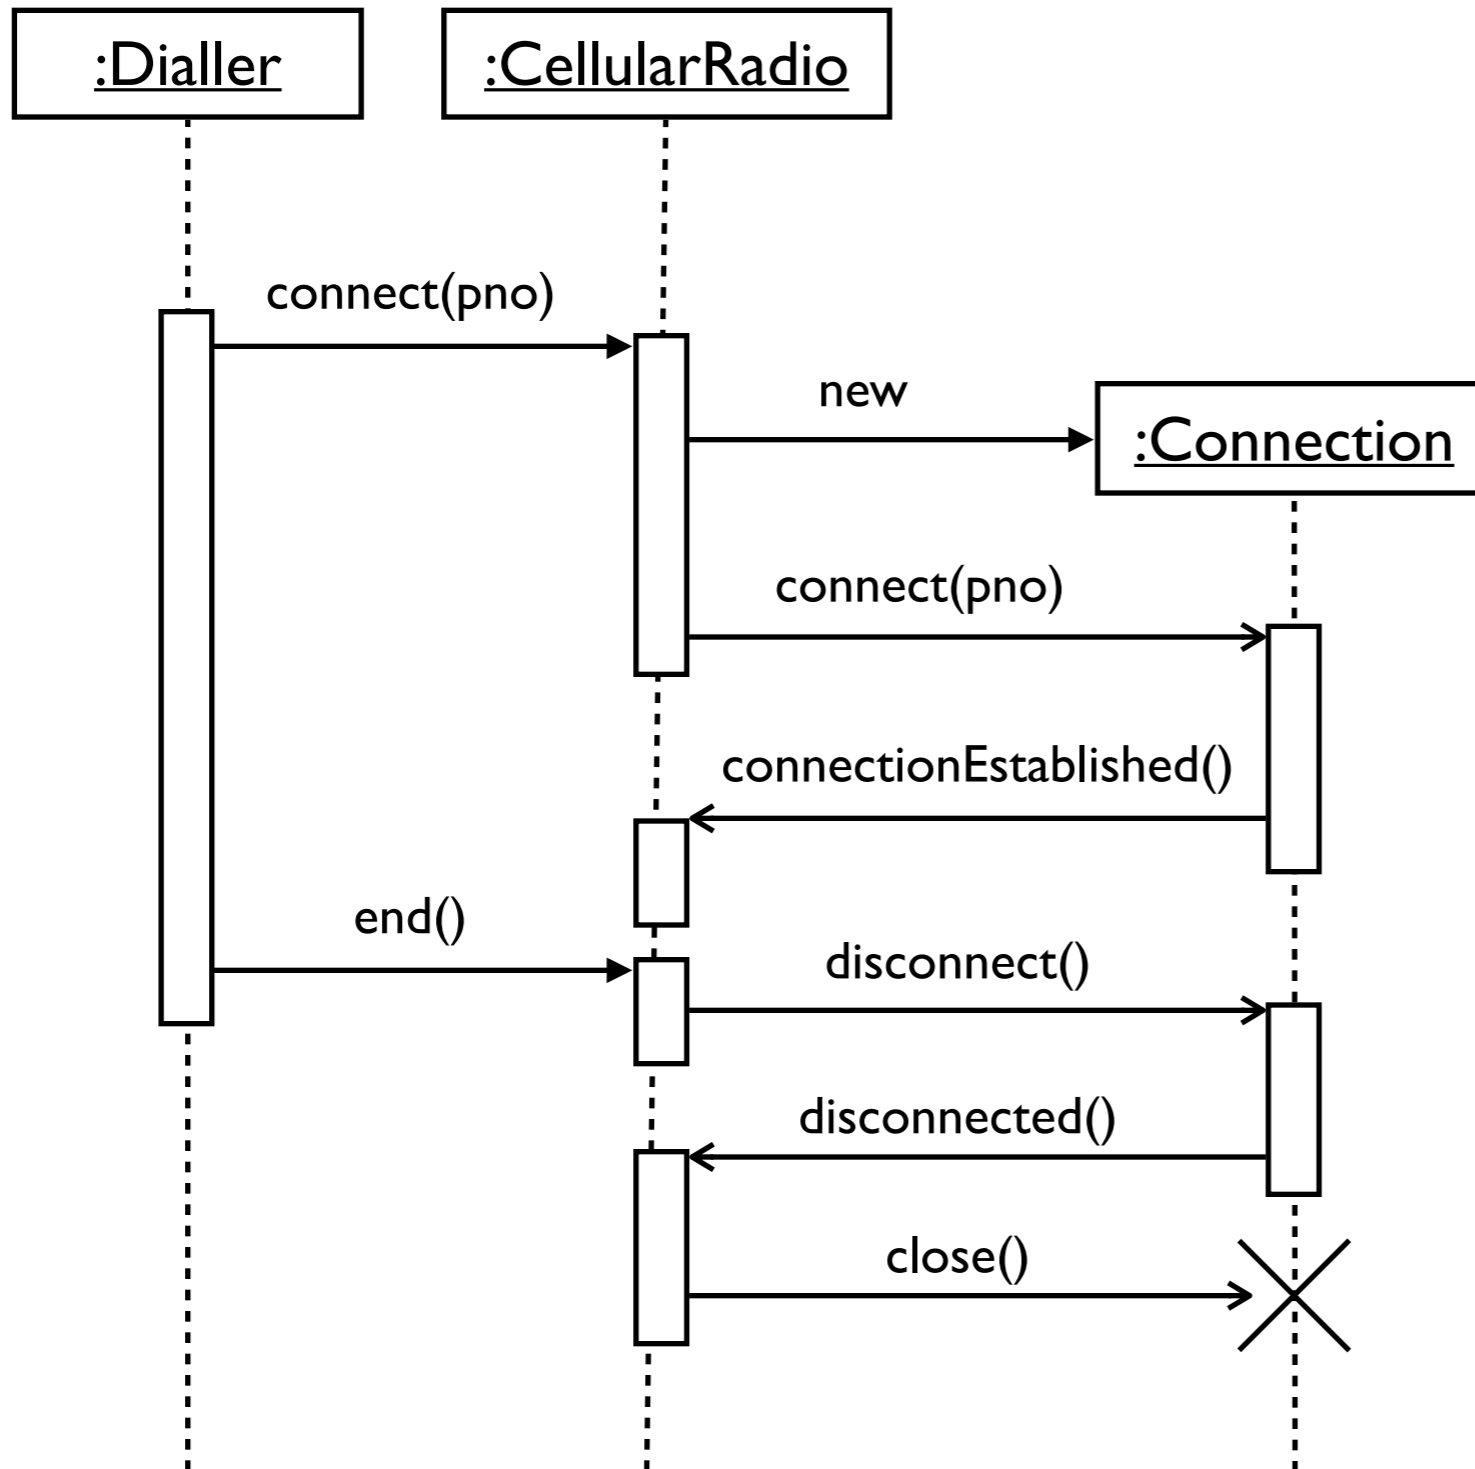 :Dialler
:CellularRadio
connect(pno)
new
:Connection
connect(pno)
connectionEstablished()
end()
disconnect()
disconnected()
close()